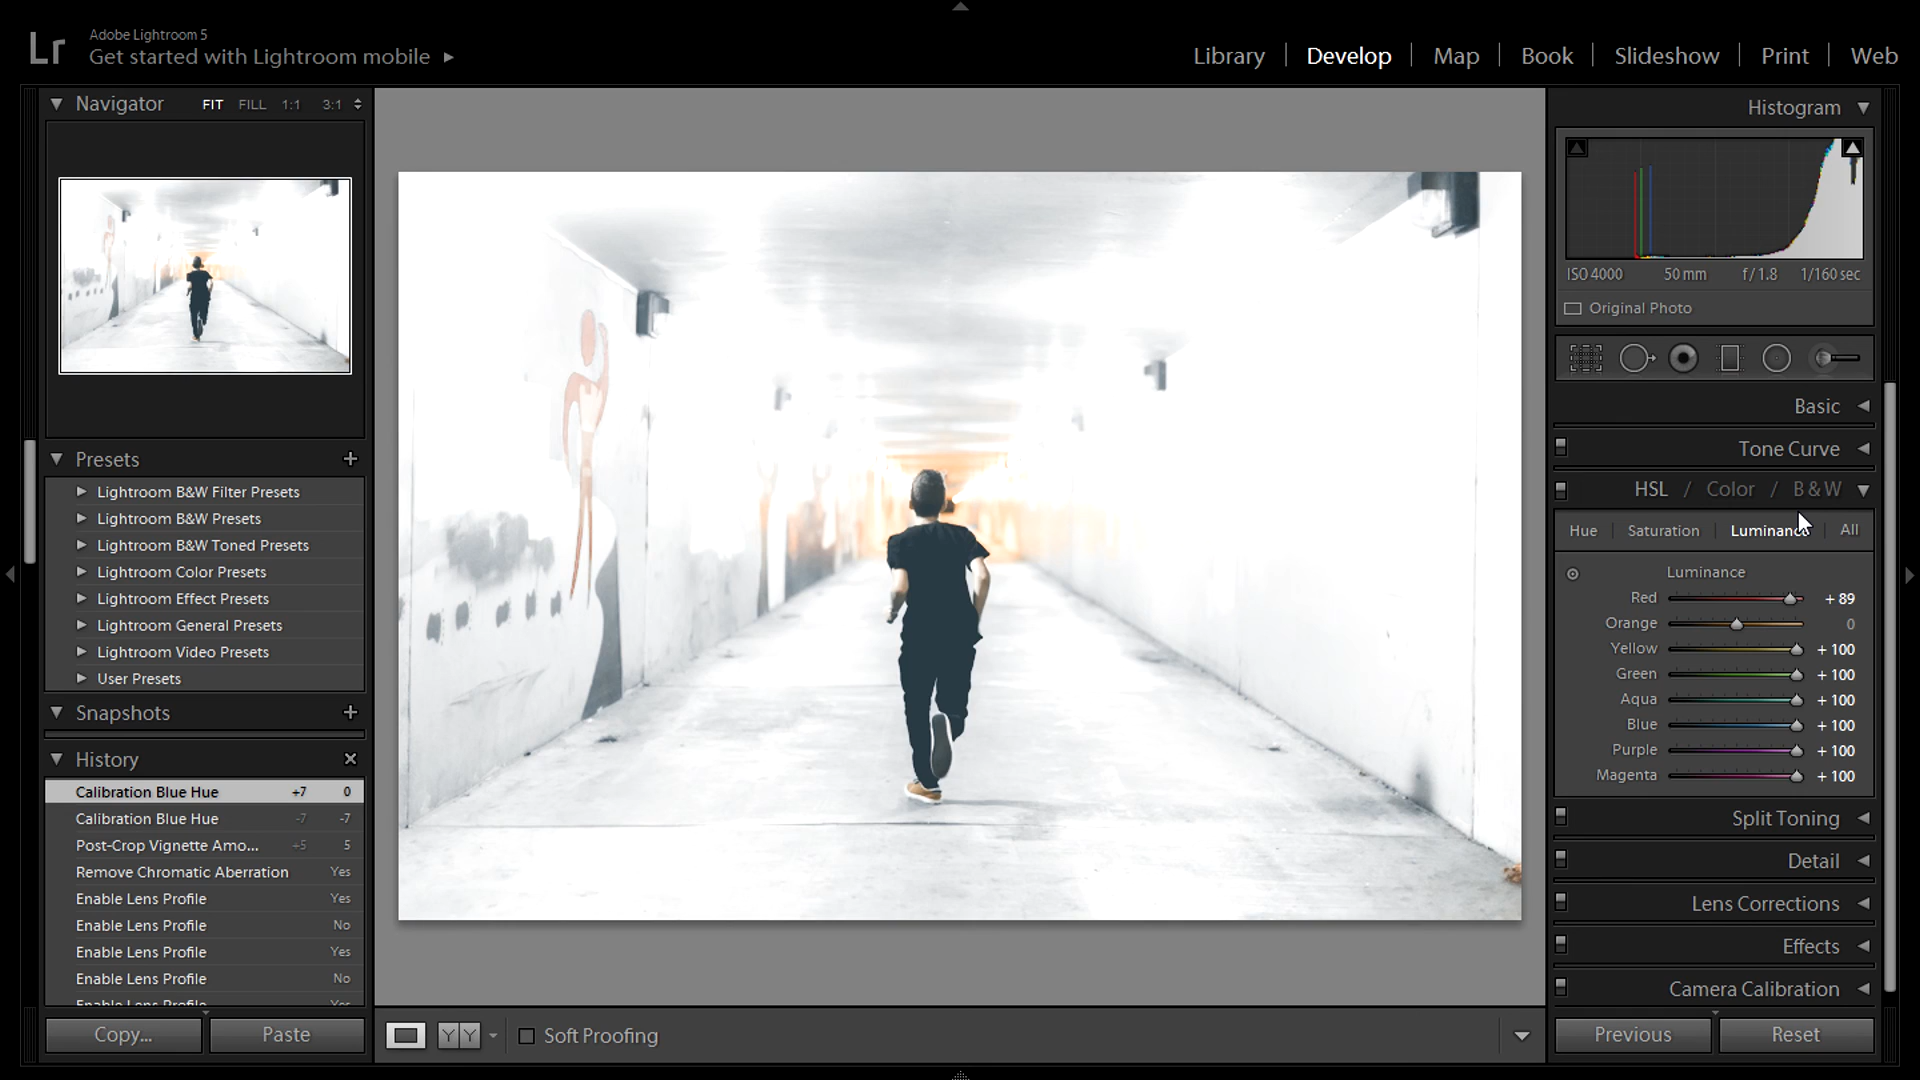 Lr
Adobe Lightroom 5
Get started with Lightroom mobile
Library | Develop | Map | Book | Slideshow | Print | Web
Navigator FIT FILL 1:1 3:1
Presets +
Lightroom B&W Filter Presets
Lightroom B&W Presets
Lightroom B&W Toned Presets
Lightroom Color Presets
Lightroom Effect Presets
Lightroom General Presets
Lightroom Video Presets
User Presets
Snapshots +
History ×
Calibration Blue Hue +7 0
Calibration Blue Hue -7 -7
Post-Crop Vignette Amo... +5 5
Remove Chromatic Aberration Yes
Enable Lens Profile Yes
Enable Lens Profile No
Enable Lens Profile Yes
Enable Lens Profile No
Enable Lens Profile Yes
Copy... Paste
YY Soft Proofing
Histogram
ISO 4000 50 mm f/1.8 1/160 sec
Original Photo
Basic
Tone Curve
HSL / Color / B & W
Hue | Saturation | Luminance | All
Luminance
Red + 89
Orange 0
Yellow + 100
Green + 100
Aqua + 100
Blue + 100
Purple + 100
Magenta + 100
Split Toning
Detail
Lens Corrections
Effects
Camera Calibration
Previous Reset